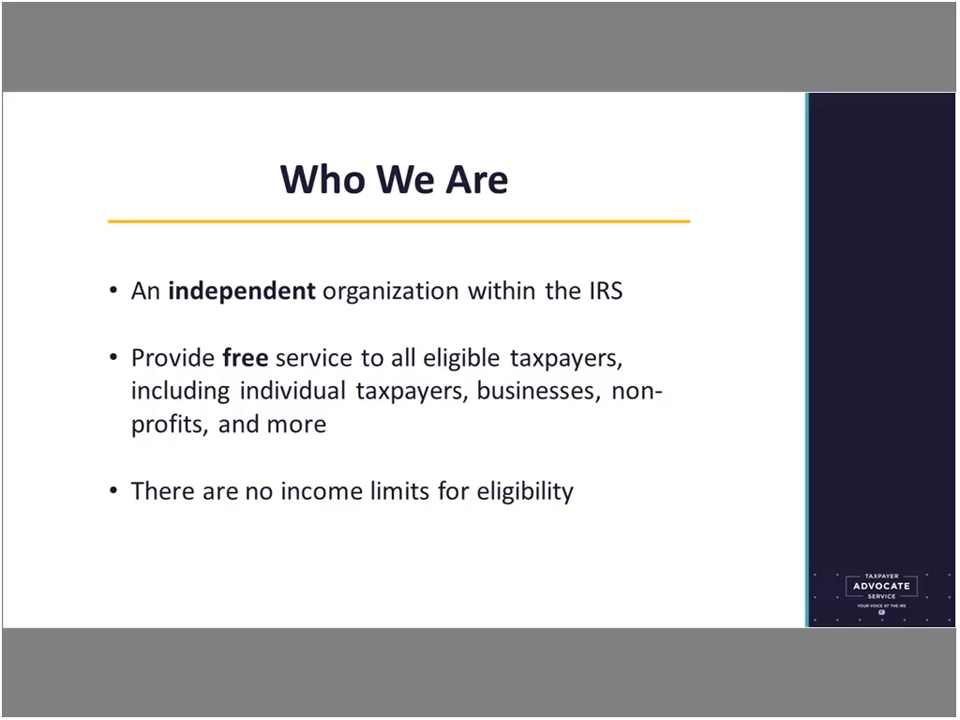 Who We Are
• An independent organization within the IRS
• Provide free service to all eligible taxpayers,
including individual taxpayers, businesses, non-
profits, and more
• There are no income limits for eligibility
TAXPAYER
ADVOCATE
SERVICE
YOUR VOICE AT THE IRS